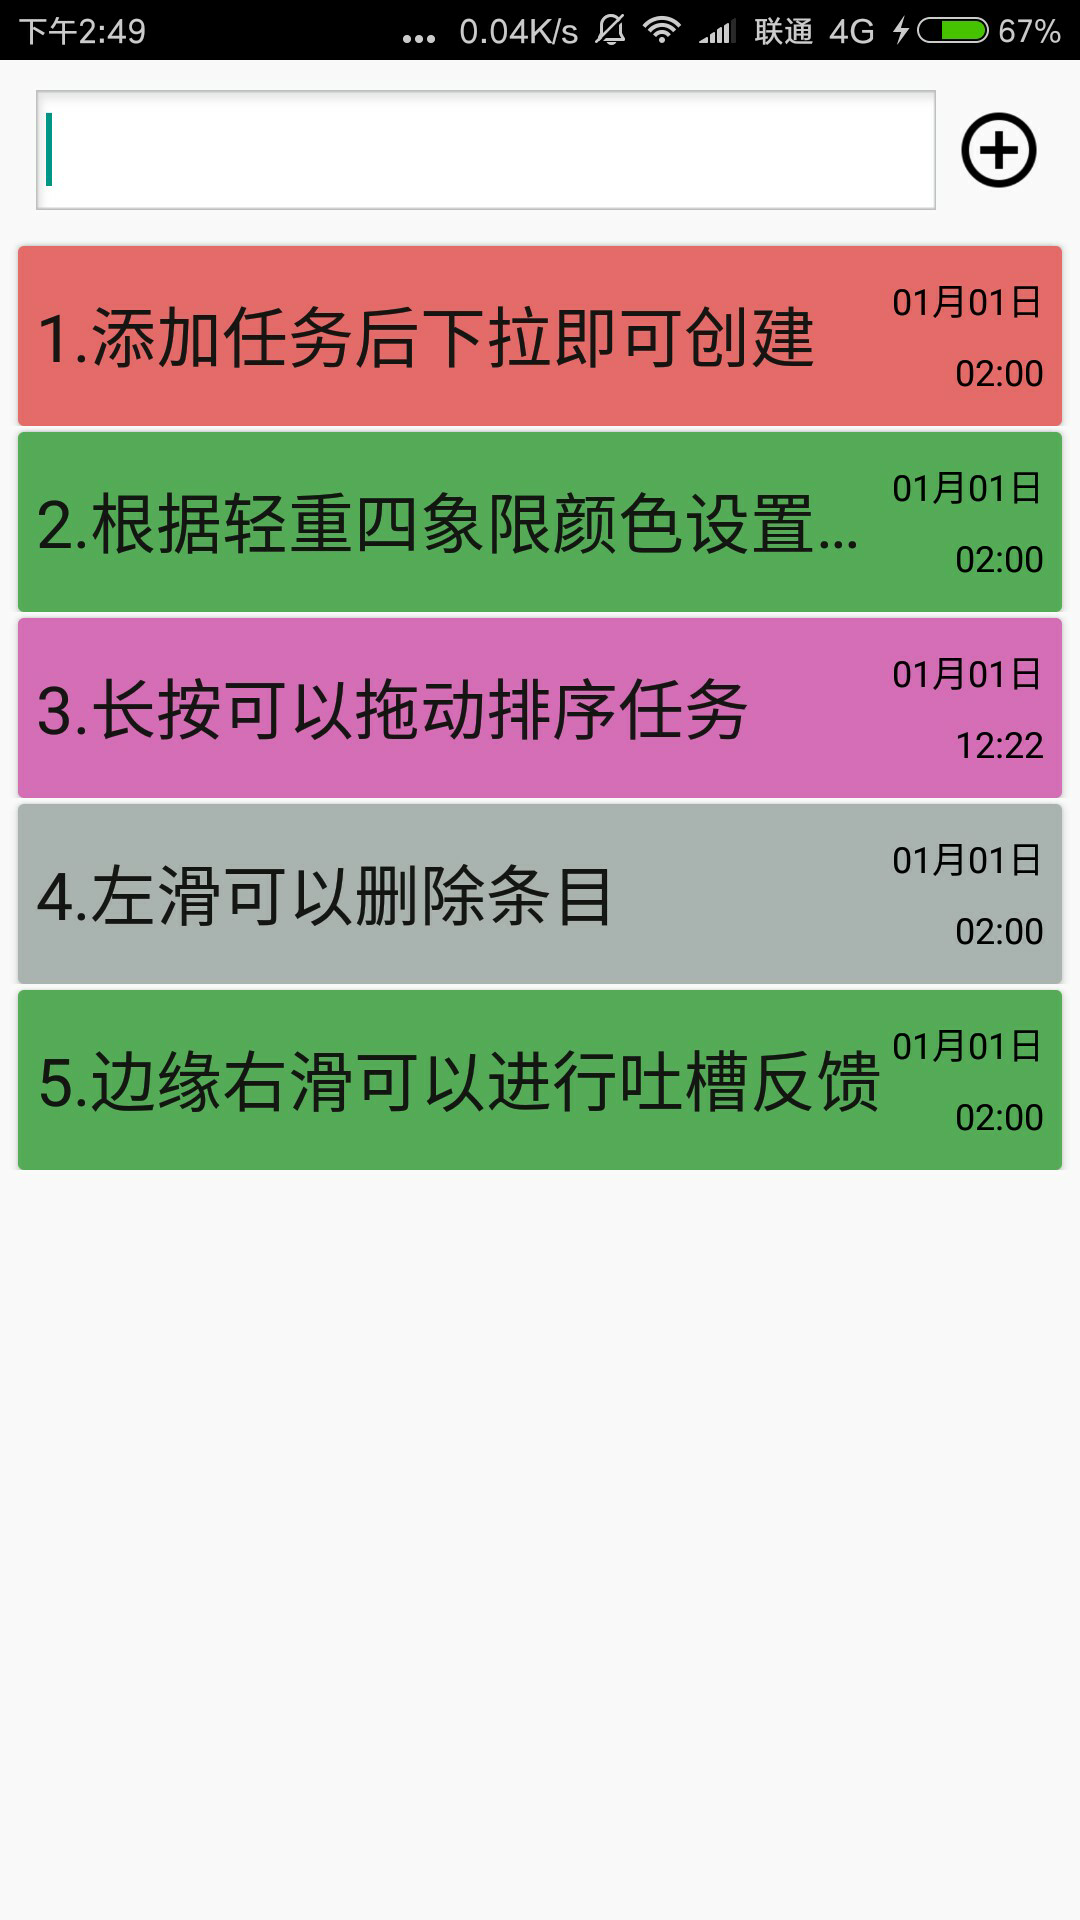 下午2:49 ... 0.04K/s 联通 4G 67%
1.添加任务后下拉即可创建
01月01日
02:00
2.根据轻重四象限颜色设置...
01月01日
02:00
3.长按可以拖动排序任务
01月01日
12:22
4.左滑可以删除条目
01月01日
02:00
5.边缘右滑可以进行吐槽反馈
01月01日
02:00